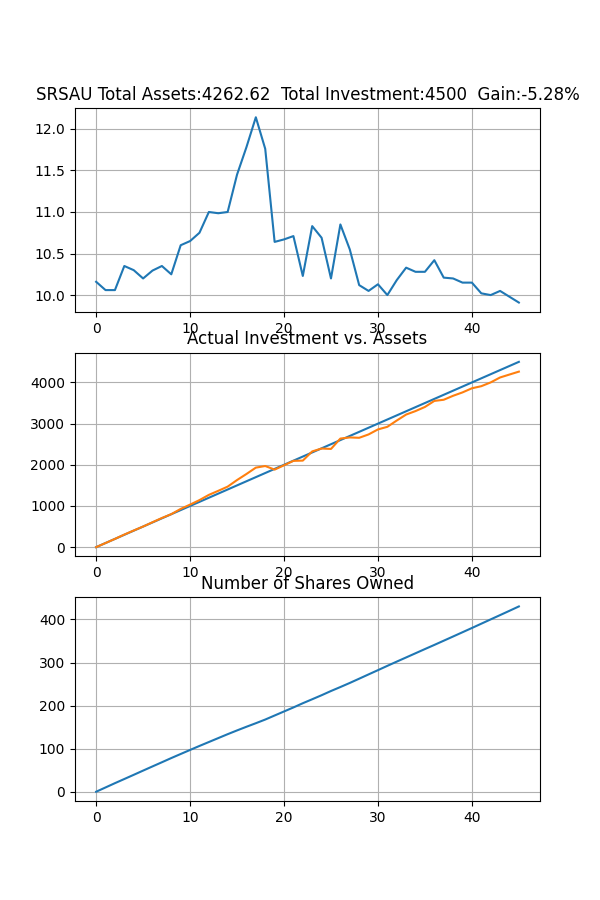 SRSAU Total Assets:4262.62  Total Investment:4500  Gain:-5.28%
12.0
11.5
11.0
10.5
10.0
0 10 20 30 40
Actual Investment vs. Assets
4000
3000
2000
1000
0
0 10 20 30 40
Number of Shares Owned
400
300
200
100
0
0 10 20 30 40